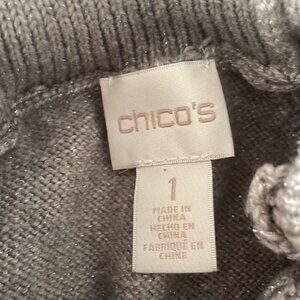 chico's
1
MADE IN
CHINA
HECHO EN
CHINA
FABRIQUÉ EN
CHINE